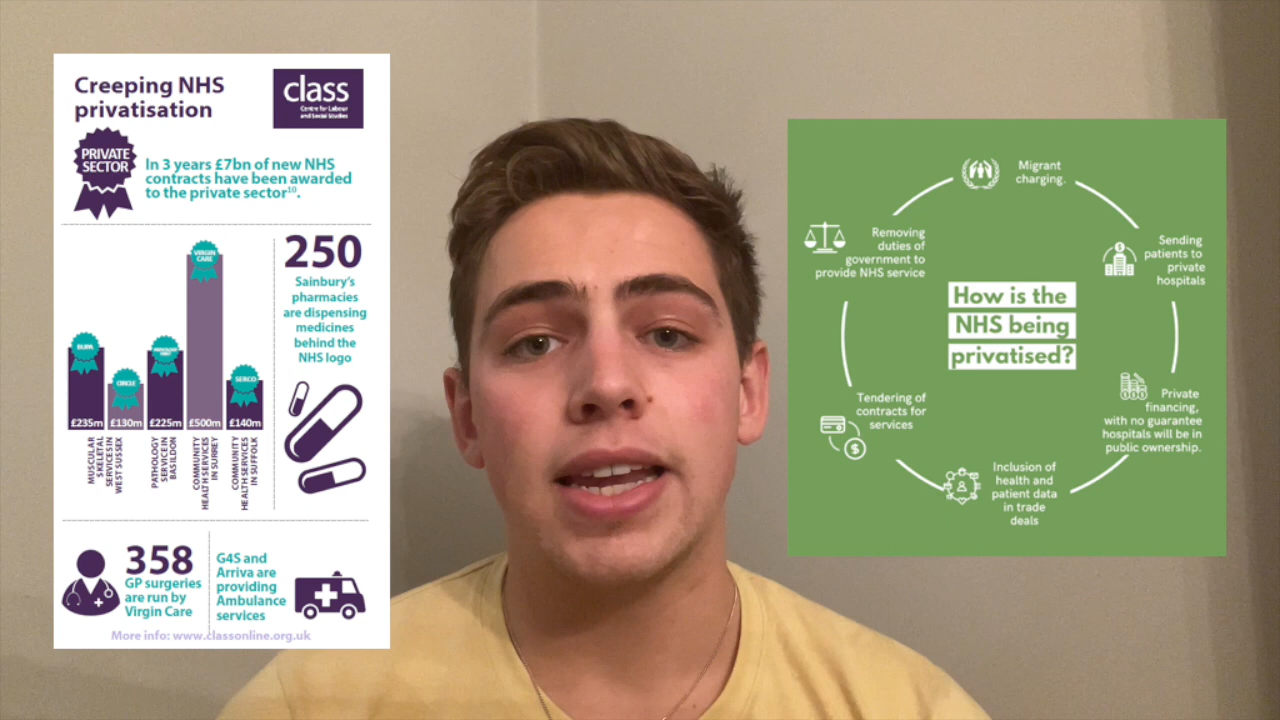 Creeping NHS
privatisation
class
Centre for Labour
and Social Studies
PRIVATE
SECTOR
In 3 years £7bn of new NHS
contracts have been awarded
to the private sector¹⁰.
BUPA
CIRCLE
VIRGIN
CARE
SERCO
£235m
£130m
£225m
£500m
£140m
MUSCULAR
SKELETAL
SERVICES IN
WEST SUSSEX
PATHOLOGY
SERVICE IN
BASILDON
COMMUNITY
HEALTH SERVICES
IN SURREY
COMMUNITY
HEALTH SERVICES
IN SUFFOLK
250
Sainbury's
pharmacies
are dispensing
medicines
behind the
NHS logo
358
GP surgeries
are run by
Virgin Care
G4S and
Arriva are
providing
Ambulance
services
More info: www.classonline.org.uk
How is the
NHS being
privatised?
Migrant
charging.
Sending
patients to
private
hospitals
Private
financing,
with no guarantee
hospitals will be in
public ownership.
Inclusion of
health and
patient data
in trade
deals
Tendering of
contracts for
services
Removing
duties of
government to
provide NHS service